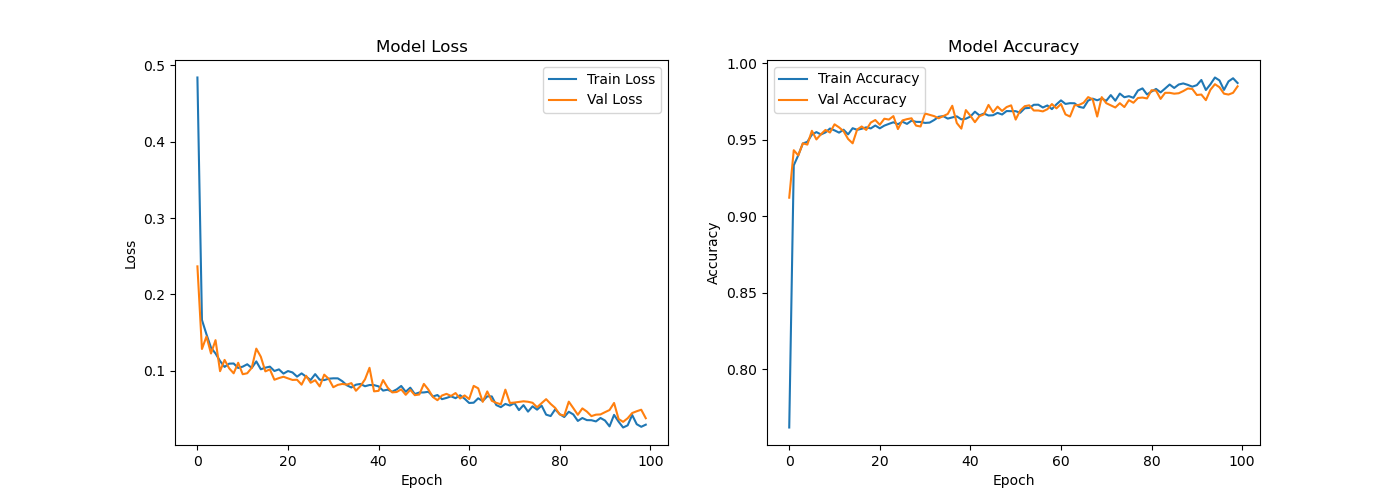 Model Loss
Train Loss
Val Loss
0.5
0.4
0.3
0.2
0.1
Loss
0 20 40 60 80 100
Epoch
Model Accuracy
Train Accuracy
Val Accuracy
1.00
0.95
0.90
0.85
0.80
Accuracy
0 20 40 60 80 100
Epoch